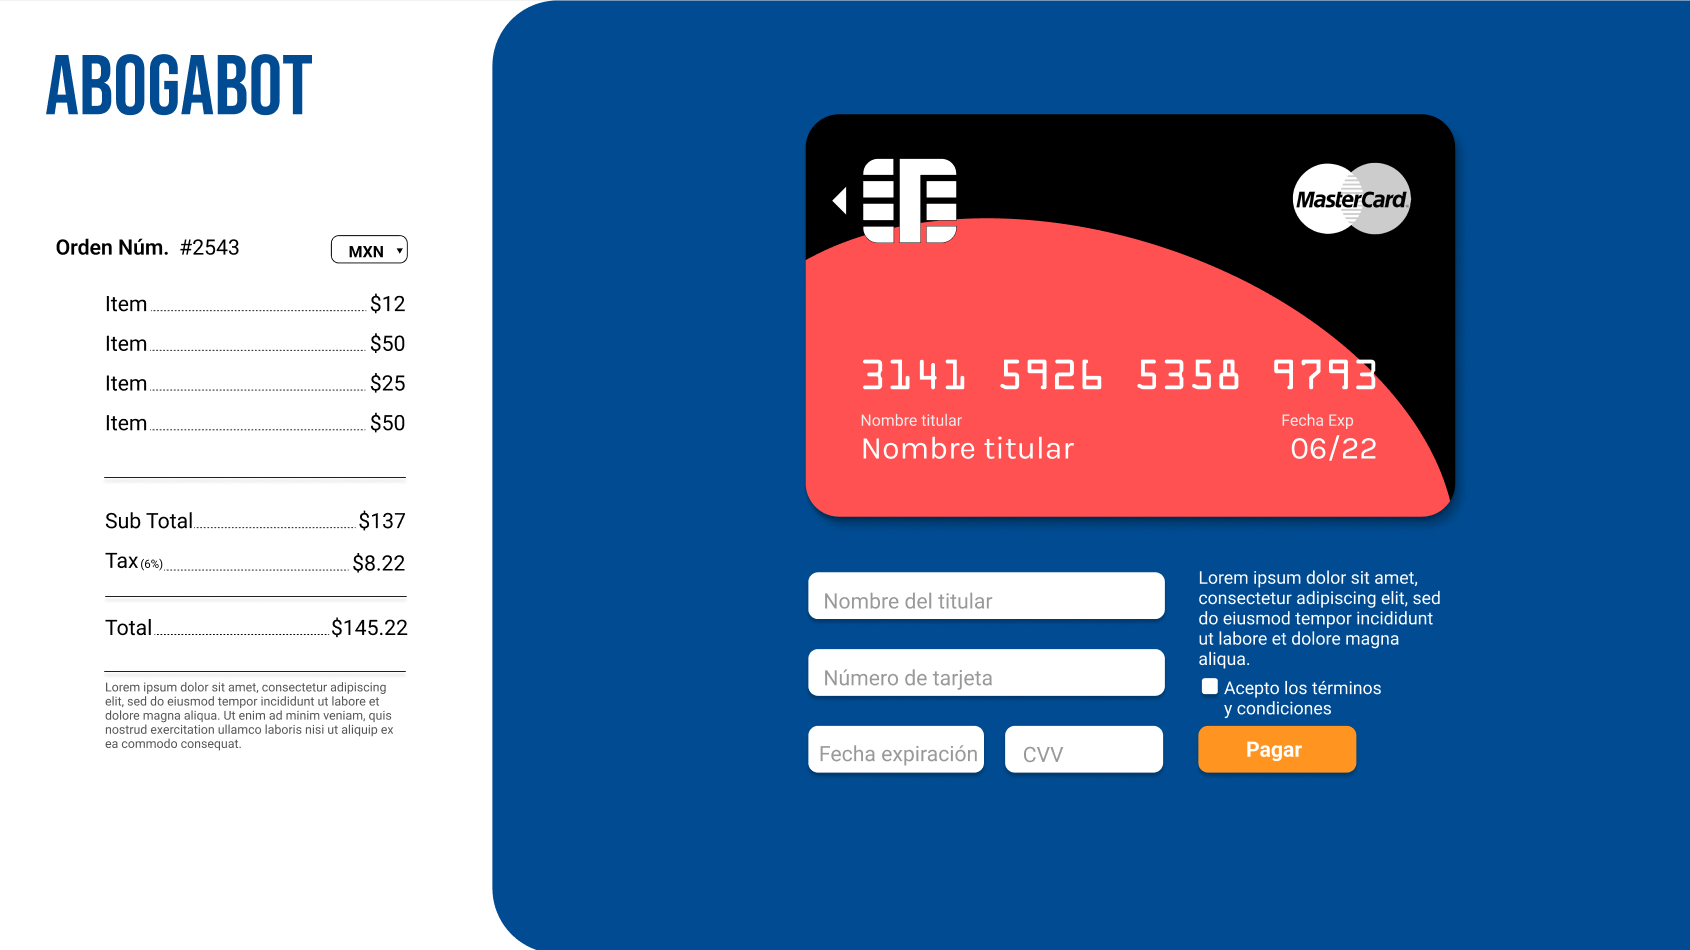 ABOGABOT
Orden Núm. #2543
MXN
Item $12
Item $50
Item $25
Item $50
Sub Total $137
Tax (6%) $8.22
Total $145.22
Lorem ipsum dolor sit amet, consectetur adipiscing
elit, sed do eiusmod tempor incididunt ut labore et
dolore magna aliqua. Ut enim ad minim veniam, quis
nostrud exercitation ullamco laboris nisi ut aliquip ex
ea commodo consequat.
MasterCard
3141 5926 5358 9793
Nombre titular Fecha Exp
Nombre titular 06/22
Nombre del titular
Número de tarjeta
Fecha expiración CVV
Lorem ipsum dolor sit amet,
consectetur adipiscing elit, sed
do eiusmod tempor incididunt
ut labore et dolore magna
aliqua.
Acepto los términos
y condiciones
Pagar